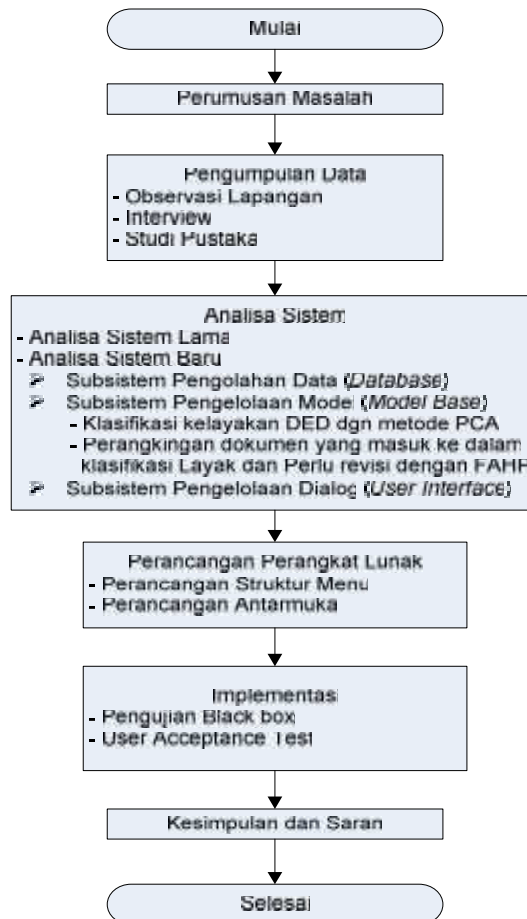 Mulai
Perumusan Masalah
Pengumpulan Data
- Observasi Lapangan
- Interview
- Studi Pustaka
Analisa Sistem
- Analisa Sistem Lama
- Analisa Sistem Baru
➢ Subsistem Pengolahan Data (Database)
➢ Subsistem Pengelolaan Model (Model Base)
- Klasifikasi kelayakan DED dgn metode PCA
- Perangkingan dokumen yang masuk ke dalam
klasifikasi Layak dan Perlu revisi dengan FAHP
➢ Subsistem Pengelolaan Dialog (User Interface)
Perancangan Perangkat Lunak
- Perancangan Struktur Menu
- Perancangan Antarmuka
Implementasi
- Pengujian Black box
- User Acceptance Test
Kesimpulan dan Saran
Selesai